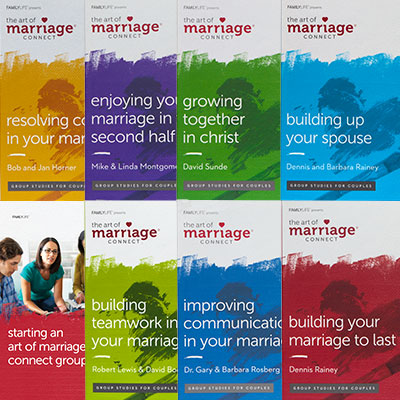 FAMILYLIFE presents
the art of
marriage®
CONNECT
resolving co
in your marr
Bob and Jan Horner
GROUP STUDIES FOR COUPLES
FAMILYLIFE presents
the art of
marriage®
CONNECT
enjoying you
marriage in
second half
Mike & Linda Montgome
GROUP STUDIES FOR COUPLES
FAMILYLIFE presents
the art of
marriage®
CONNECT
growing
together
in christ
David Sunde
GROUP STUDIES FOR COUPLES
FAMILYLIFE presents
the art of
marriage®
CONNECT
building up
your spouse
Dennis and Barbara Rainey
GROUP STUDIES FOR COUPLES
FAMILYLIFE
starting an
art of marriage
connect group
FAMILYLIFE presents
the art of
marriage®
CONNECT
building
teamwork in
your marriag
Robert Lewis & David Bo
GROUP STUDIES FOR COUPLES
FAMILYLIFE presents
the art of
marriage®
CONNECT
improving
communicatio
in your marria
Dr. Gary & Barbara Rosberg
GROUP STUDIES FOR COUPLES
FAMILYLIFE presents
the art of
marriage®
CONNECT
building your
marriage to last
Dennis Rainey
GROUP STUDIES FOR COUPLES